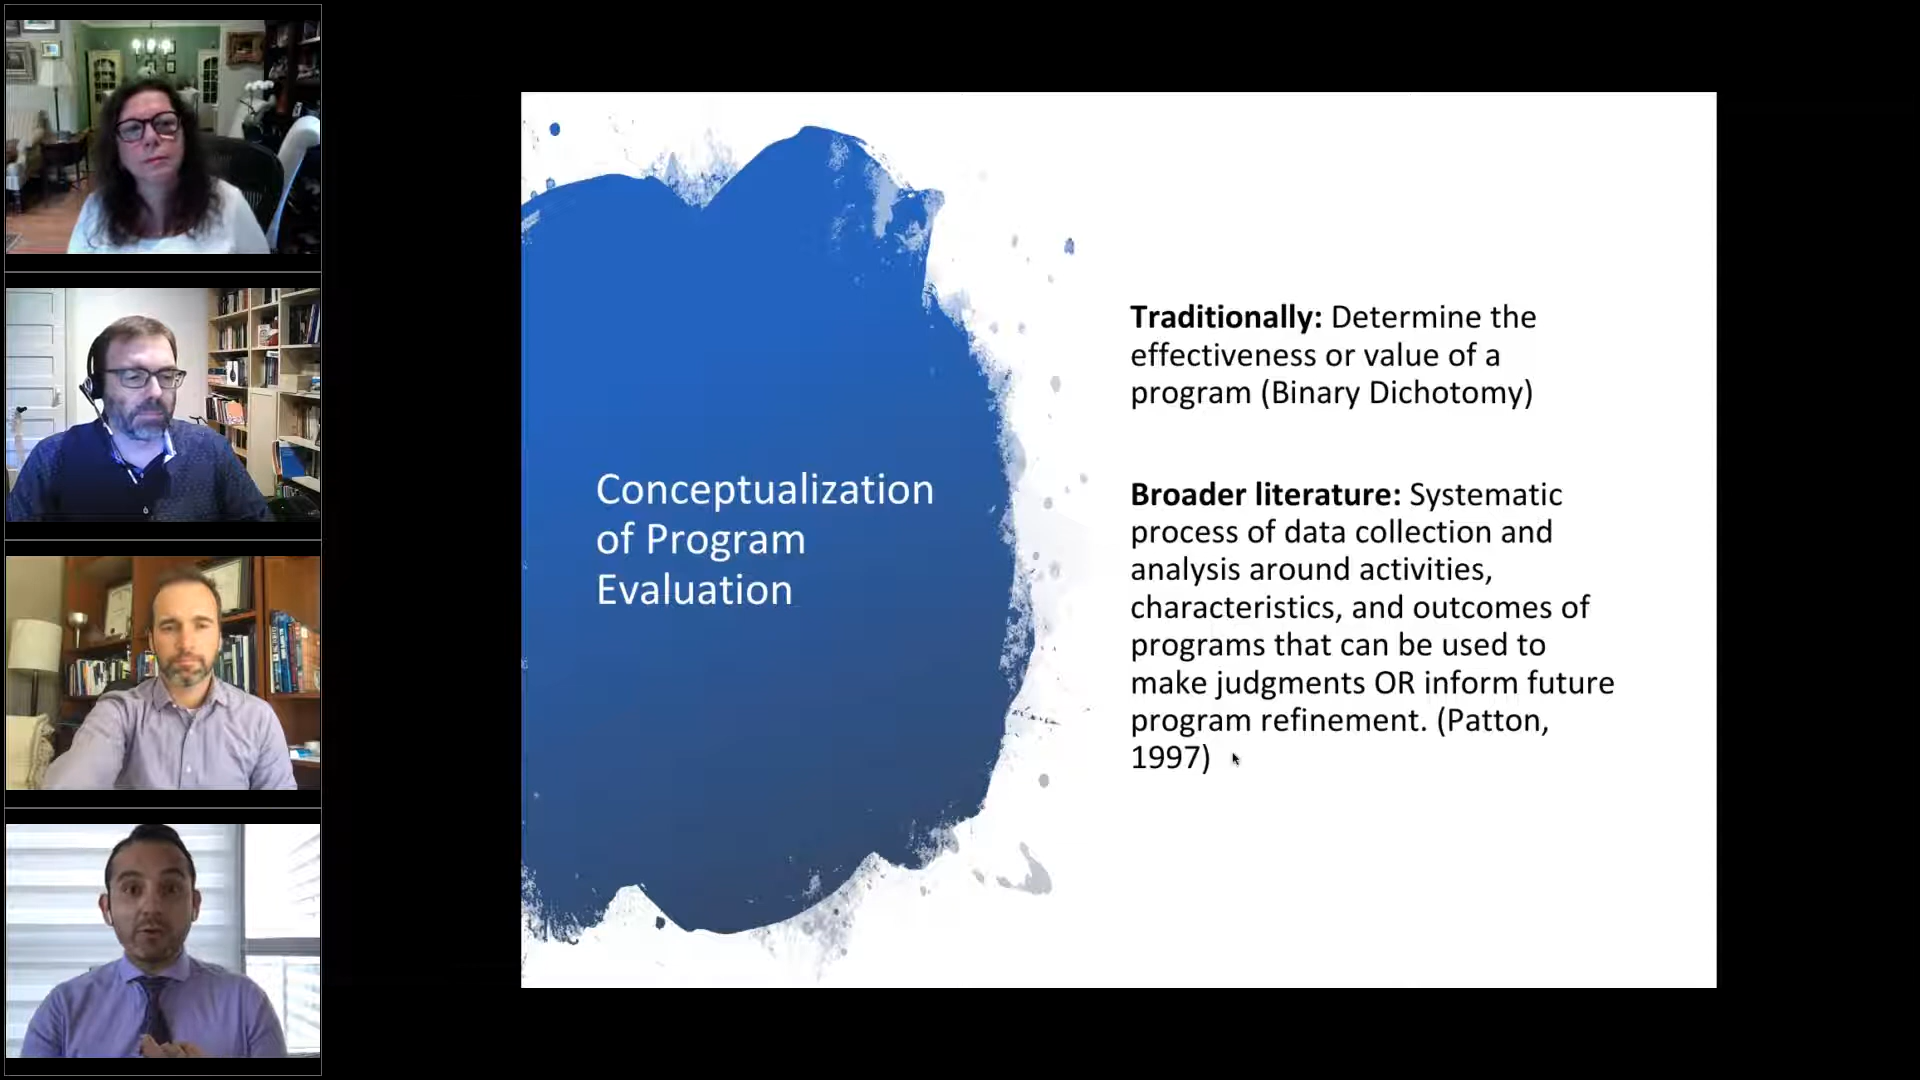 Conceptualization
of Program
Evaluation
Traditionally: Determine the
effectiveness or value of a
program (Binary Dichotomy)
Broader literature: Systematic
process of data collection and
analysis around activities,
characteristics, and outcomes of
programs that can be used to
make judgments OR inform future
program refinement. (Patton,
1997)